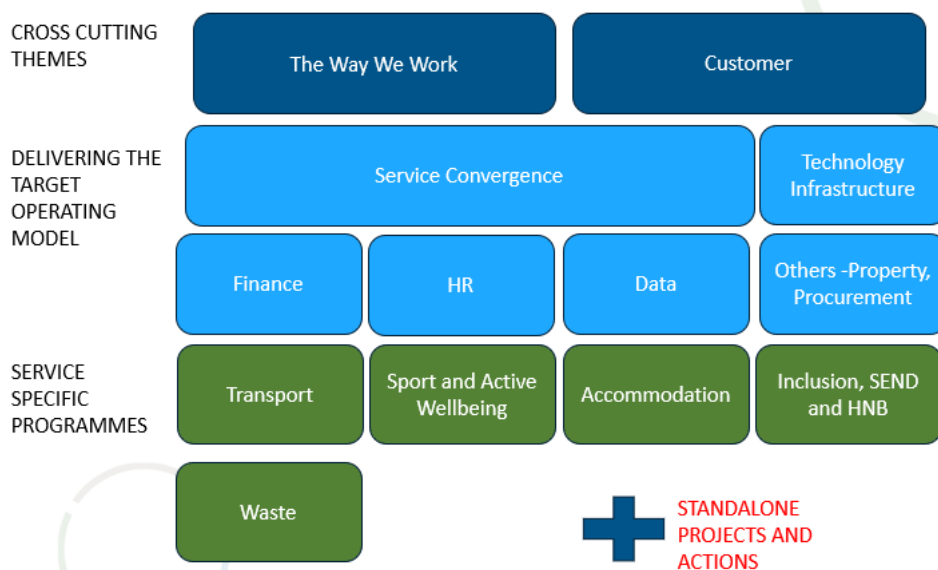 CROSS CUTTING
THEMES
The Way We Work
Customer
DELIVERING THE
TARGET
OPERATING
MODEL
Service Convergence
Technology
Infrastructure
Finance
HR
Data
Others -Property,
Procurement
SERVICE
SPECIFIC
PROGRAMMES
Transport
Sport and Active
Wellbeing
Accommodation
Inclusion, SEND
and HNB
Waste
STANDALONE
PROJECTS AND
ACTIONS